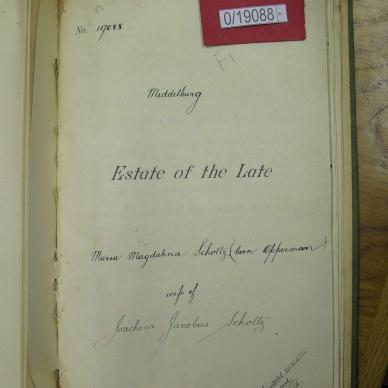 No. 19088
0/19088/-
F1
Middelburg
Estate of the Late
Maria Magdalena Scholtz (born Opperman)
wife of
Joachim Jacobus Scholtz